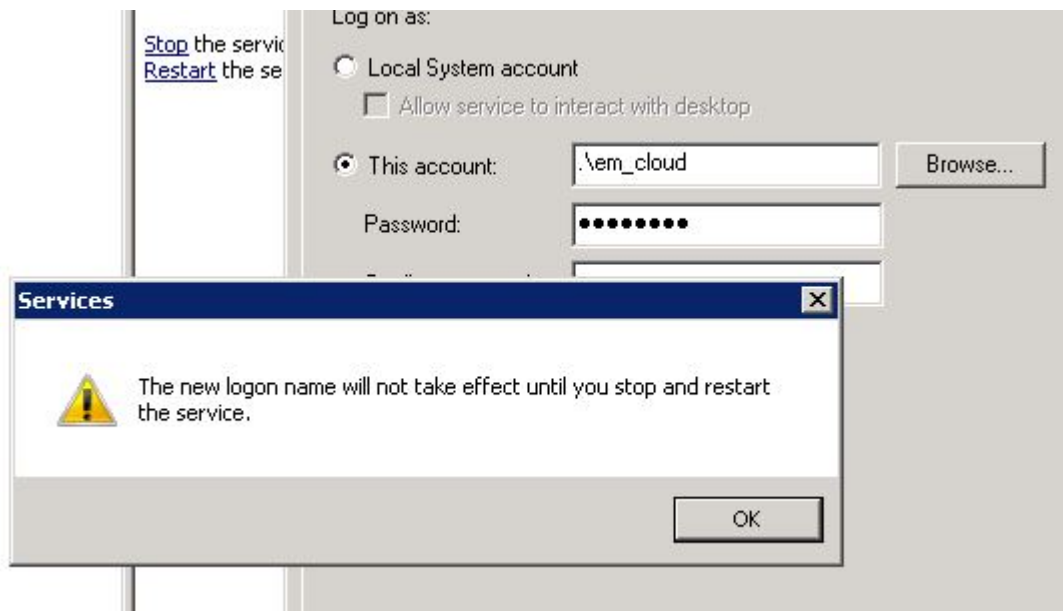 Log on as:
Stop the servic
Restart the se
Local System account
Allow service to interact with desktop
This account:
.\em_cloud
Browse...
Password:
Services
The new logon name will not take effect until you stop and restart
the service.
OK